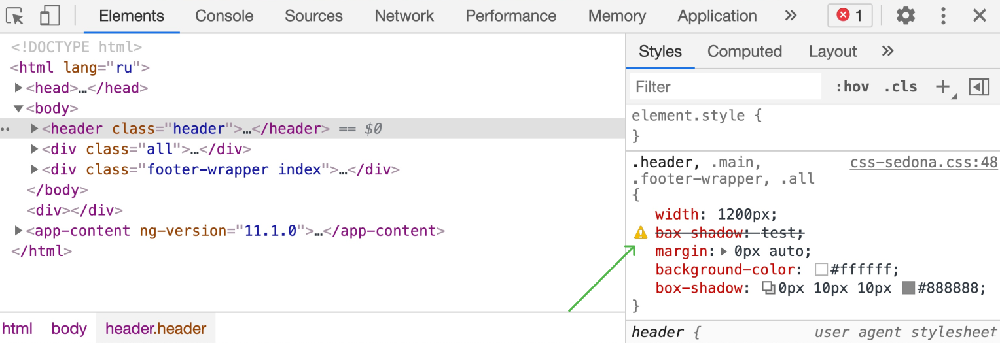 Elements Console Sources Network Performance Memory Application » 1
<!DOCTYPE html>
<html lang="ru">
<head>…</head>
<body>
<header class="header">…</header> == $0
<div class="all">…</div>
<div class="footer-wrapper index">…</div>
</body>
<div></div>
<app-content ng-version="11.1.0">…</app-content>
</html>
html body header.header
Styles Computed Layout »
Filter :hov .cls +
element.style {
}
.header, .main, css-sedona.css:48
.footer-wrapper, .all
{
width: 1200px;
bax-shadow: test;
margin: 0px auto;
background-color: #ffffff;
box-shadow: 0px 10px 10px #888888;
}
header { user agent stylesheet